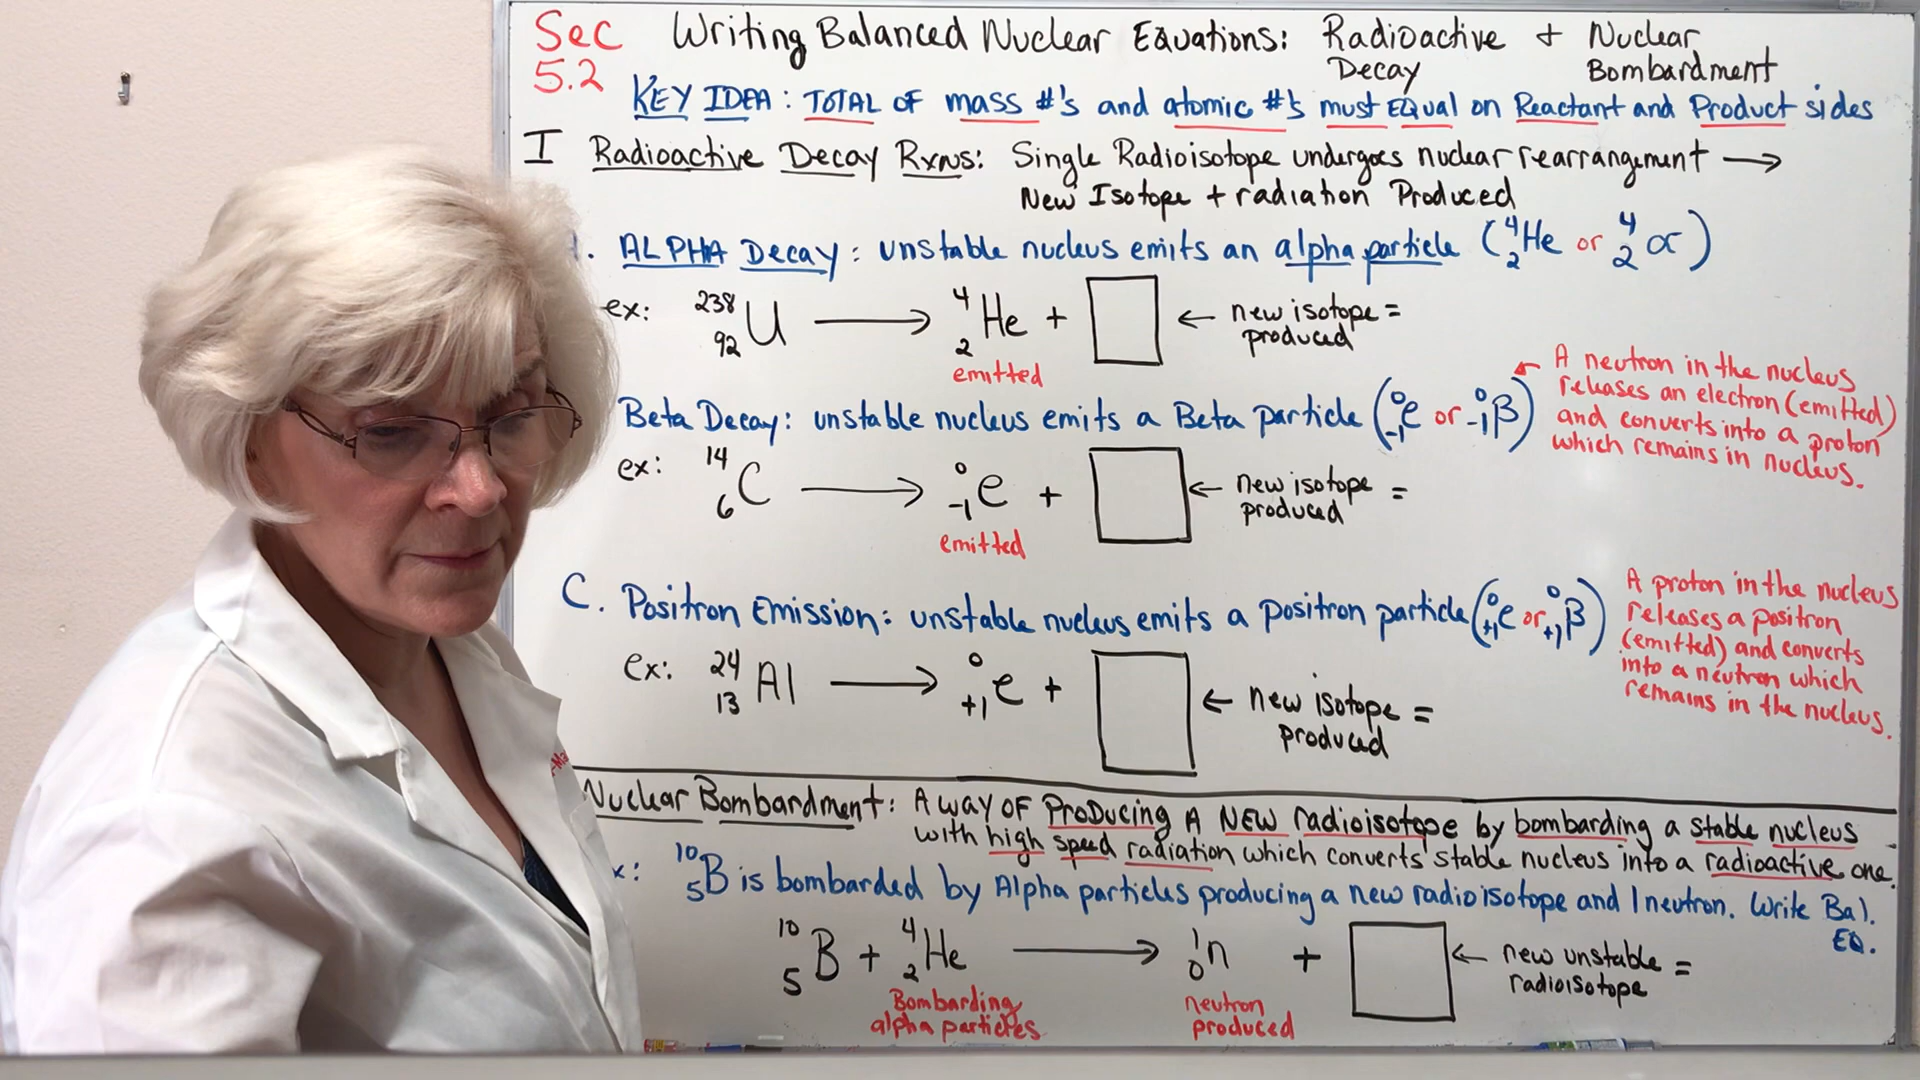 Sec 5.2
Writing Balanced Nuclear Equations: Radioactive Decay + Nuclear Bombardment
KEY IDEA: TOTAL OF mass #'s and atomic #'s must EQUAL on Reactant and Product sides
I Radioactive Decay Rxns: Single Radioisotope undergoes nuclear rearrangement →
New Isotope + radiation Produced
. ALPHA Decay: unstable nucleus emits an alpha particle (⁴₂He or ⁴₂α)
ex: ²³⁸₉₂U → ⁴₂He + □ ← new isotope =
emitted produced
A neutron in the nucleus
releases an electron (emitted)
and converts into a proton
which remains in nucleus.
Beta Decay: unstable nucleus emits a Beta particle (⁰₋₁e or ⁰₋₁β)
ex: ¹⁴₆C → ⁰₋₁e + □ ← new isotope =
emitted produced
C. Positron Emission: unstable nucleus emits a positron particle (⁰₊₁e or ⁰₊₁β)
A proton in the nucleus
releases a positron
(emitted) and converts
into a neutron which
remains in the nucleus.
ex: ²⁴₁₃Al → ⁰₊₁e + □ ← new isotope =
produced
Nuclear Bombardment: A way OF Producing A NEW radioisotope by bombarding a stable nucleus
with high speed radiation which converts stable nucleus into a radioactive one.
x: ¹⁰₅B is bombarded by Alpha particles producing a new radioisotope and 1 neutron. Write Bal.
EQ.
¹⁰₅B + ⁴₂He → ¹₀n + □ ← new unstable =
radioisotope
Bombarding neutron
alpha particles produced